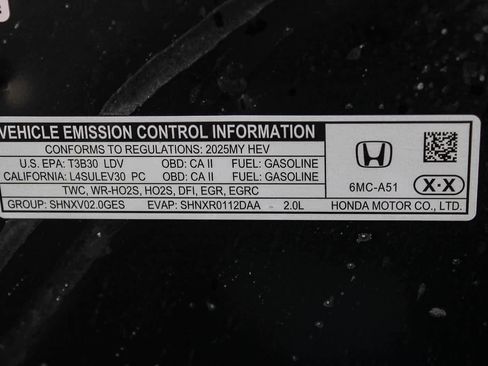 VEHICLE EMISSION CONTROL INFORMATION
CONFORMS TO REGULATIONS: 2025MY HEV
U.S. EPA: T3B30 LDV OBD: CA II FUEL: GASOLINE
CALIFORNIA: L4SULEV30 PC OBD: CA II FUEL: GASOLINE
TWC, WR-HO2S, HO2S, DFI, EGR, EGRC
GROUP: SHNXV02.0GES EVAP: SHNXR0112DAA 2.0L
6MC-A51
X·X
HONDA MOTOR CO., LTD.